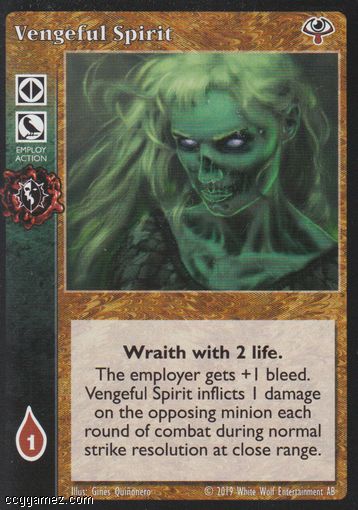 Vengeful Spirit
EMPLOY
ACTION
Wraith with 2 life.
The employer gets +1 bleed.
Vengeful Spirit inflicts 1 damage
on the opposing minion each
round of combat during normal
strike resolution at close range.
1
Illus: Ginés Quiñonero
© 2019 White Wolf Entertainment AB
ccggamez.com